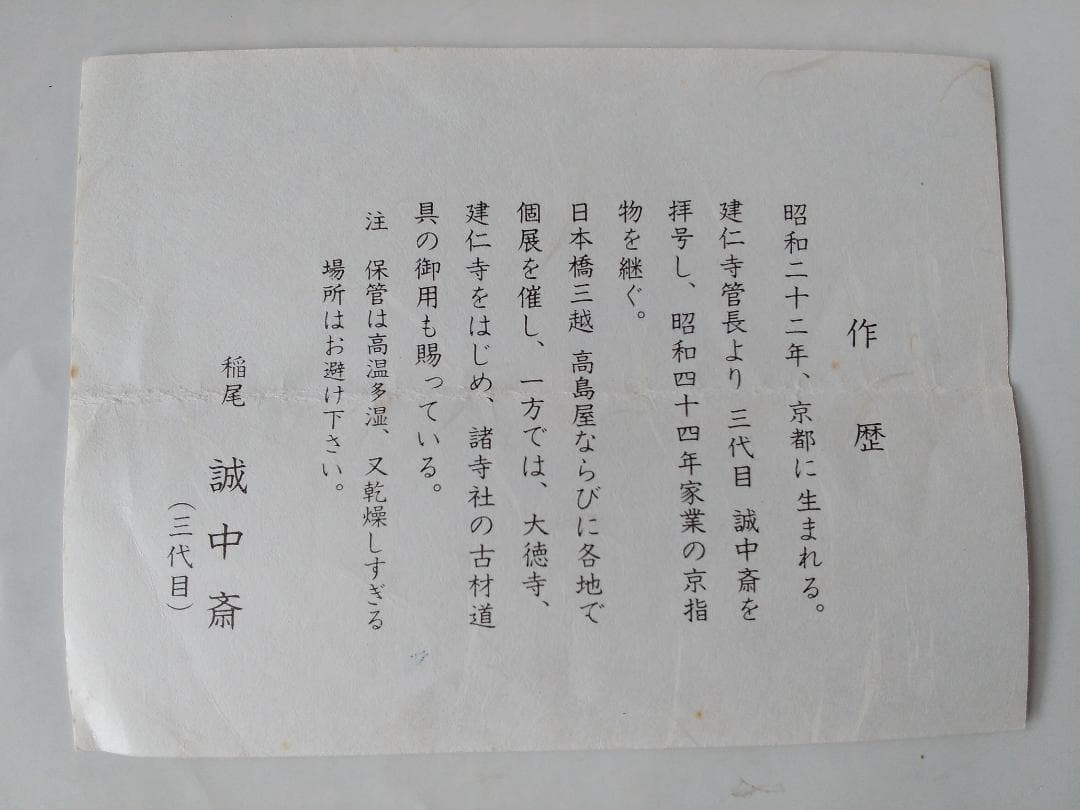 作歴
昭和二十二年、京都に生まれる。
建仁寺管長より 三代目 誠中斎を
拝号し、昭和四十四年家業の京指
物を継ぐ。
日本橋三越 高島屋ならびに各地で
個展を催し、一方では、大徳寺、
建仁寺をはじめ、諸寺社の古材道
具の御用も賜っている。
注 保管は高温多湿、又乾燥しすぎる
場所はお避け下さい。
稲尾 誠中斎
（三代目）